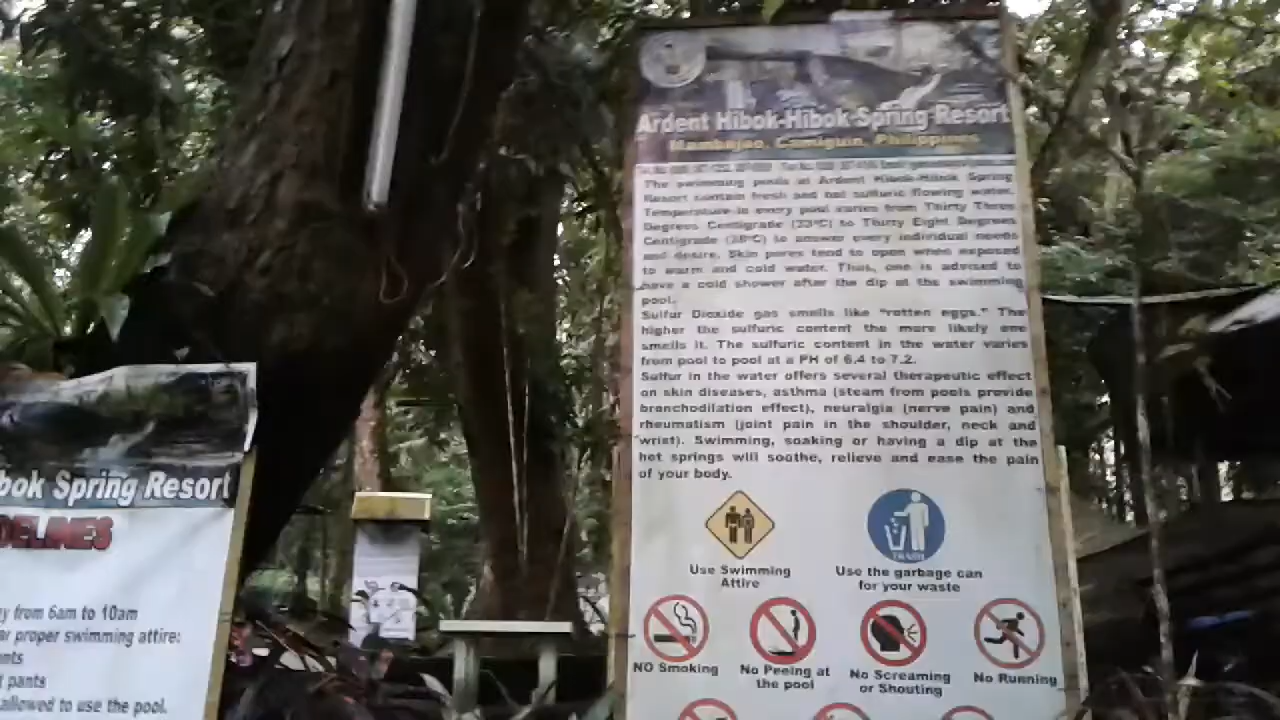 Ardent Hibok-Hibok Spring Resort
Mambajao, Camiguin, Philippines
The swimming pools at Ardent Hibok-Hibok Spring
Resort contain fresh and hot sulfuric flowing water.
Temperature in every pool varies from Thirty Three
Degrees Centigrade (33°C) to Thirty Eight Degrees
Centigrade (38°C) to answer every individual needs
and desire. Skin pores tend to open when exposed
to warm and cold water. Thus, one is advised to
have a cold shower after the dip at the swimming
pool.
Sulfur Dioxide gas smells like "rotten eggs." The
higher the sulfuric content the more likely one
smells it. The sulfuric content in the water varies
from pool to pool at a PH of 6.4 to 7.2.
Sulfur in the water offers several therapeutic effect
on skin diseases, asthma (steam from pools provide
bronchodilation effect), neuralgia (nerve pain) and
rheumatism (joint pain in the shoulder, neck and
wrist). Swimming, soaking or having a dip at the
hot springs will soothe, relieve and ease the pain
of your body.
TRASH
Use Swimming
Attire
Use the garbage can
for your waste
NO Smoking
No Peeing at
the pool
No Screaming
or Shouting
No Running
bok Spring Resort
DELINES
y from 6am to 10am
ar proper swimming attire:
nts
t pants
allowed to use the pool.